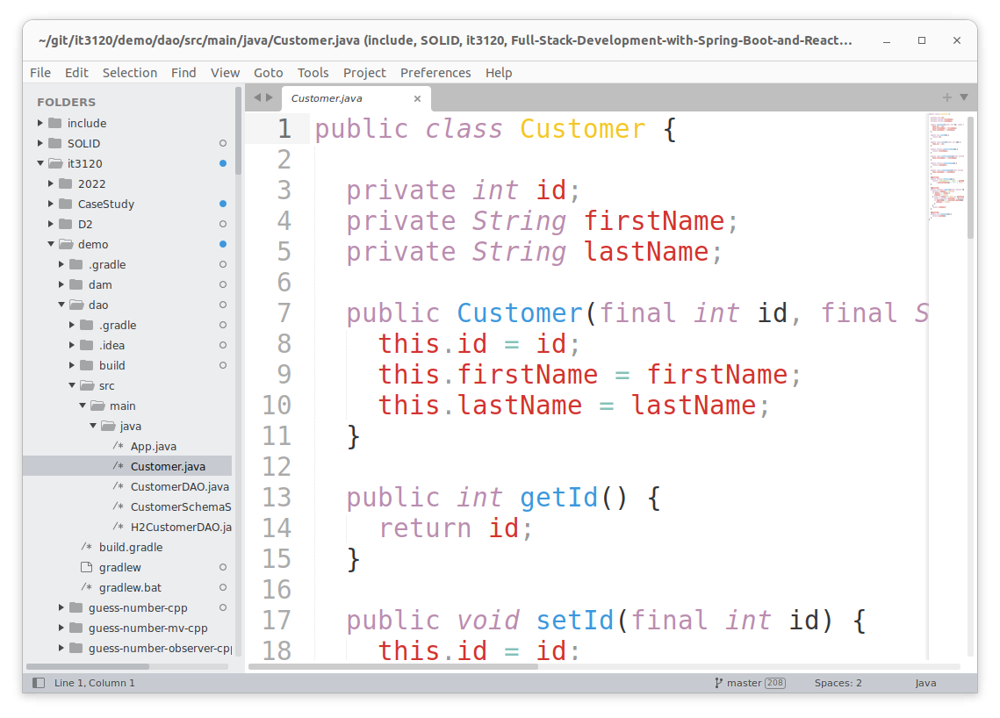 ~/git/it3120/demo/dao/src/main/java/Customer.java (include, SOLID, it3120, Full-Stack-Development-with-Spring-Boot-and-React...
File Edit Selection Find View Goto Tools Project Preferences Help
FOLDERS
include
SOLID
it3120
2022
CaseStudy
D2
demo
.gradle
dam
dao
.gradle
.idea
build
src
main
java
/* App.java
/* Customer.java
/* CustomerDAO.java
/* CustomerSchemaS
/* H2CustomerDAO.ja
/* build.gradle
gradlew
/* gradlew.bat
guess-number-cpp
guess-number-mv-cpp
guess-number-observer-cpp
Customer.java
1 public class Customer {
2
3 private int id;
4 private String firstName;
5 private String lastName;
6
7 public Customer(final int id, final S
8 this.id = id;
9 this.firstName = firstName;
10 this.lastName = lastName;
11 }
12
13 public int getId() {
14 return id;
15 }
16
17 public void setId(final int id) {
18 this.id = id;
Line 1, Column 1
master 208
Spaces: 2
Java